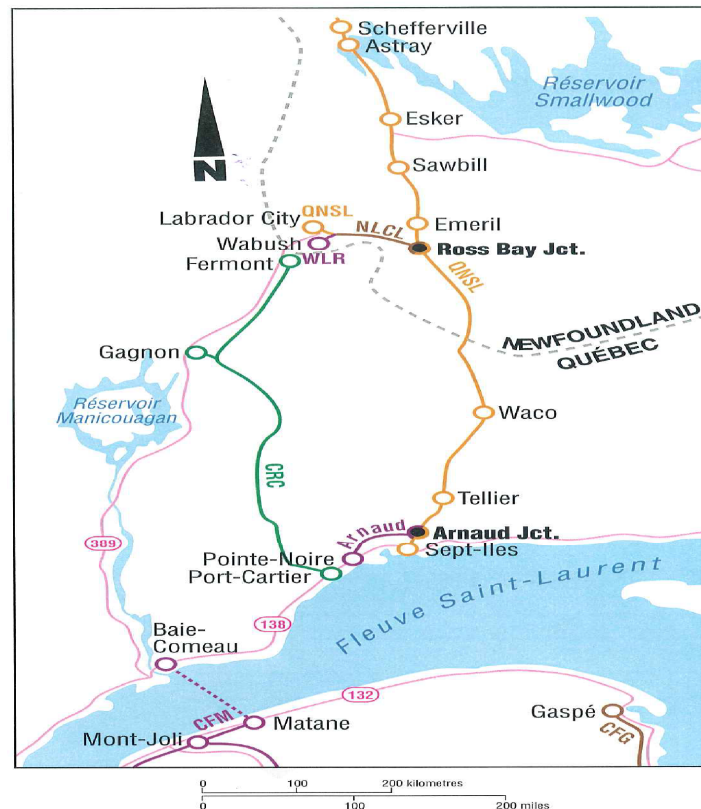 Schefferville
Astray
Réservoir
Smallwood
Esker
Sawbill
N
Labrador City
QNSL
Emeril
NLCL
Wabush
Ross Bay Jct.
Fermont
WLR
QNSL
NEWFOUNDLAND
QUÉBEC
Gagnon
Réservoir
Manicouagan
Waco
CRC
Tellier
Arnaud
Arnaud Jct.
389
Sept-Iles
Pointe-Noire
Port-Cartier
Fleuve Saint-Laurent
138
Baie-
Comeau
132
CFM
Matane
Gaspé
CFG
Mont-Joli
0 100 200 kilometres
0 100 200 miles